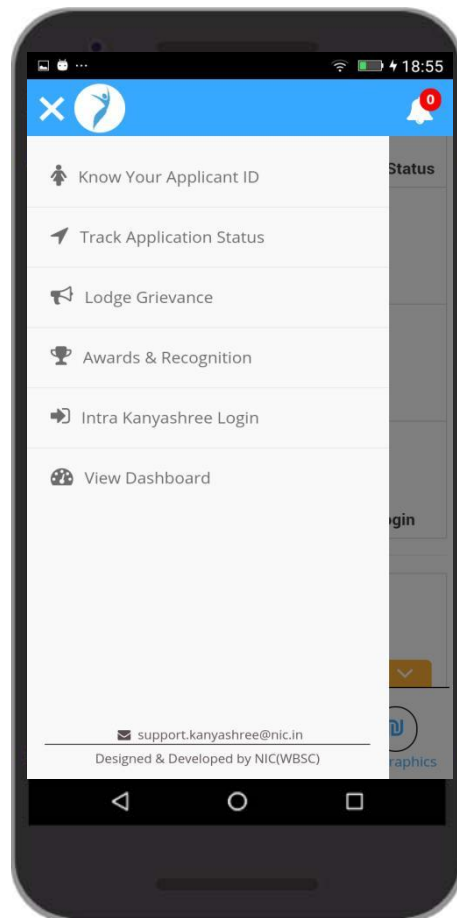 18:55
0
Status
Know Your Applicant ID
Track Application Status
Lodge Grievance
Awards & Recognition
Intra Kanyashree Login
View Dashboard
ogin
support.kanyashree@nic.in
Designed & Developed by NIC(WBSC)
raphics